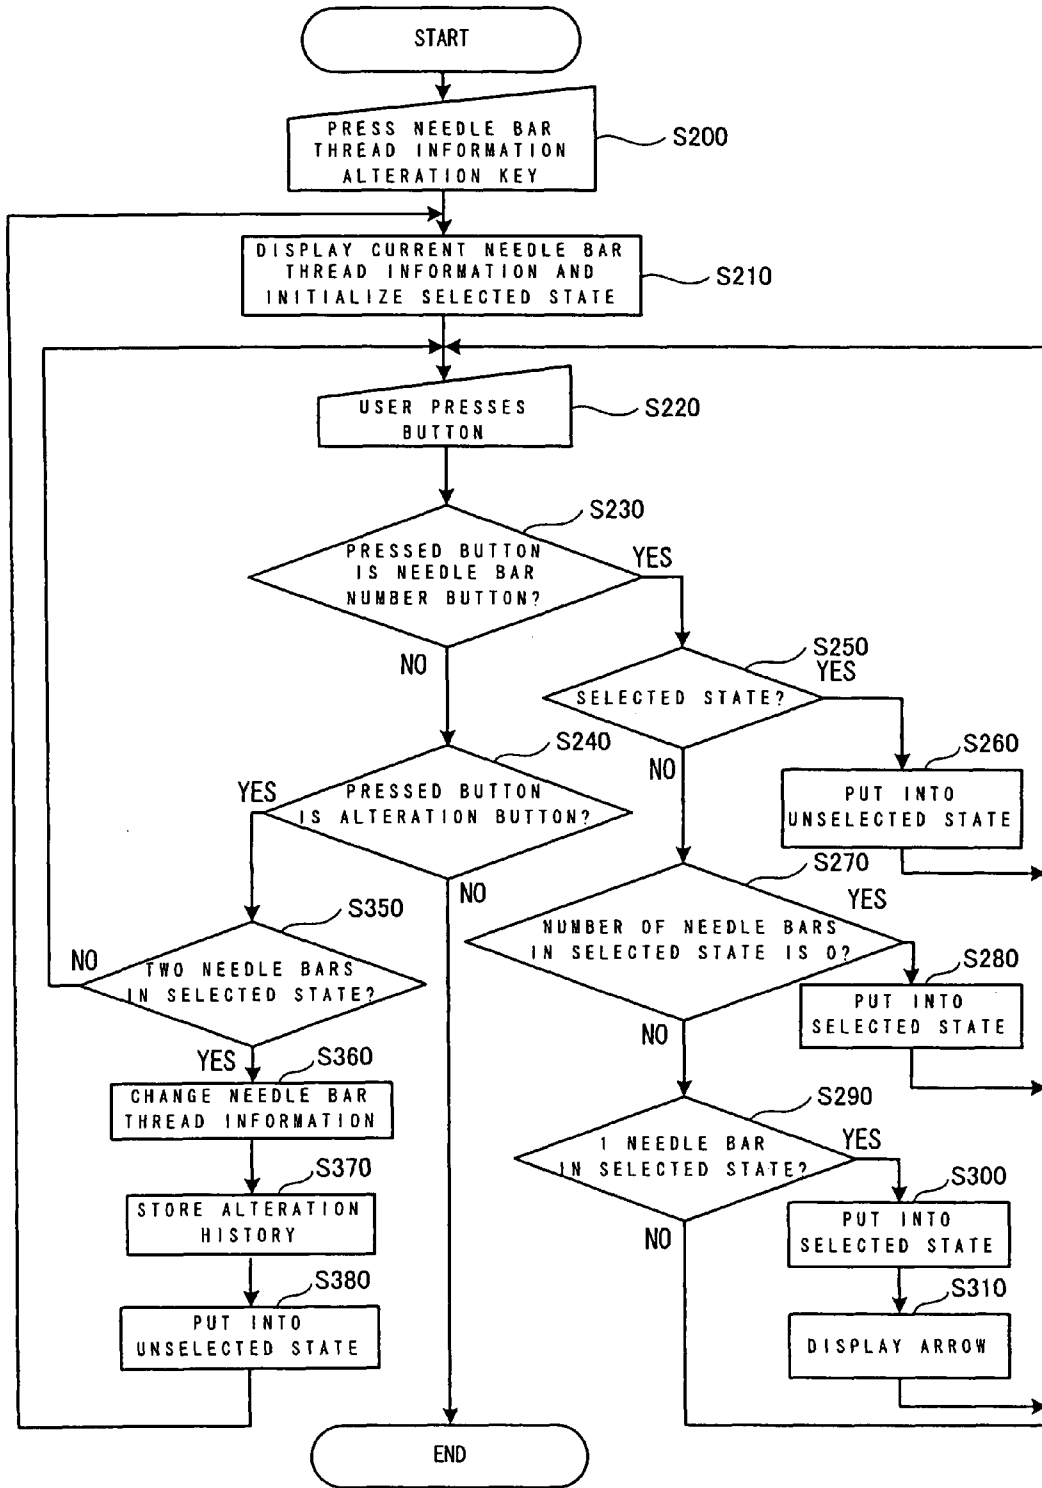 START
PRESS NEEDLE BAR
THREAD INFORMATION
ALTERATION KEY
S200
DISPLAY CURRENT NEEDLE BAR
THREAD INFORMATION AND
INITIALIZE SELECTED STATE
S210
USER PRESSES
BUTTON
S220
S230
PRESSED BUTTON
IS NEEDLE BAR
NUMBER BUTTON?
YES
NO
S250
SELECTED STATE?
YES
NO
S260
PUT INTO
UNSELECTED STATE
S240
PRESSED BUTTON
IS ALTERATION BUTTON?
YES
NO
S270
NUMBER OF NEEDLE BARS
IN SELECTED STATE IS 0?
YES
NO
S280
PUT INTO
SELECTED STATE
S350
TWO NEEDLE BARS
IN SELECTED STATE?
NO
YES
S360
CHANGE NEEDLE BAR
THREAD INFORMATION
S290
1 NEEDLE BAR
IN SELECTED STATE?
YES
NO
S300
PUT INTO
SELECTED STATE
S370
STORE ALTERATION
HISTORY
S310
DISPLAY ARROW
S380
PUT INTO
UNSELECTED STATE
END